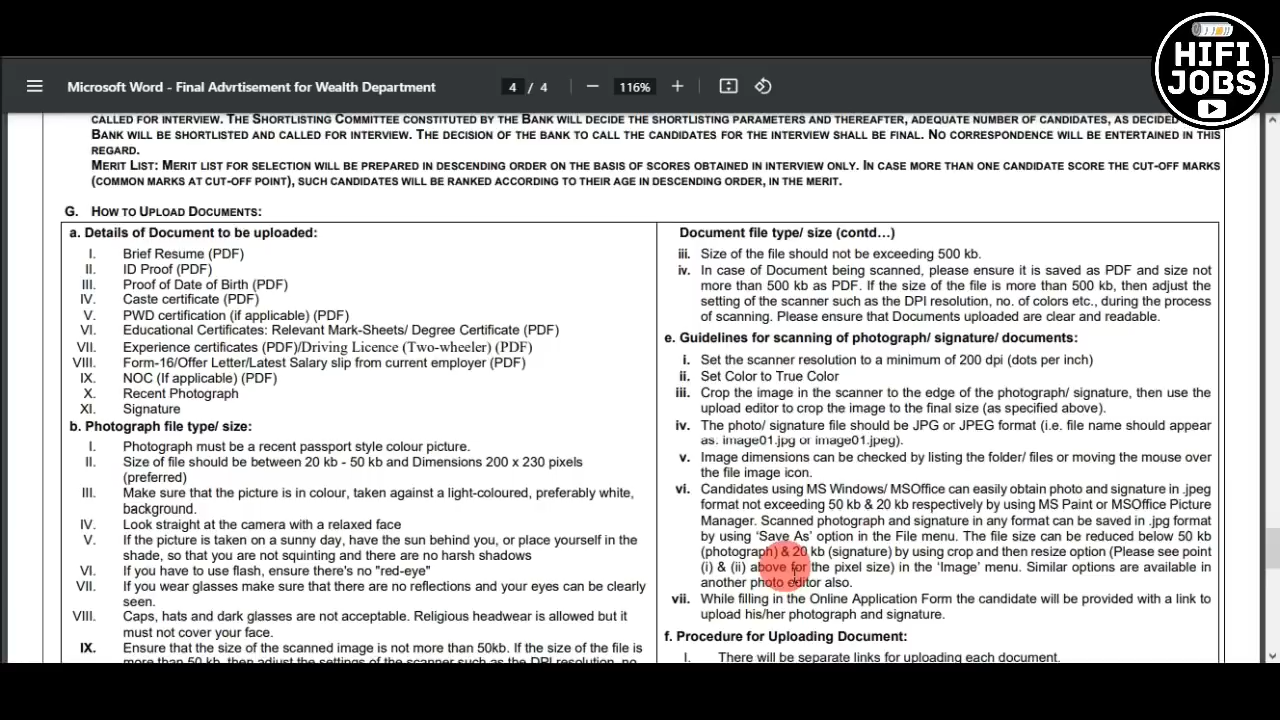 HIFI
JOBS
Microsoft Word - Final Advrtisement for Wealth Department
4 / 4
116%
CALLED FOR INTERVIEW. THE SHORTLISTING COMMITTEE CONSTITUTED BY THE BANK WILL DECIDE THE SHORTLISTING PARAMETERS AND THEREAFTER, ADEQUATE NUMBER OF CANDIDATES, AS DECIDED
BANK WILL BE SHORTLISTED AND CALLED FOR INTERVIEW. THE DECISION OF THE BANK TO CALL THE CANDIDATES FOR THE INTERVIEW SHALL BE FINAL. NO CORRESPONDENCE WILL BE ENTERTAINED IN THIS
REGARD.
MERIT LIST: MERIT LIST FOR SELECTION WILL BE PREPARED IN DESCENDING ORDER ON THE BASIS OF SCORES OBTAINED IN INTERVIEW ONLY. IN CASE MORE THAN ONE CANDIDATE SCORE THE CUT-OFF MARKS
(COMMON MARKS AT CUT-OFF POINT), SUCH CANDIDATES WILL BE RANKED ACCORDING TO THEIR AGE IN DESCENDING ORDER, IN THE MERIT.
G. HOW TO UPLOAD DOCUMENTS:
a. Details of Document to be uploaded:
I. Brief Resume (PDF)
II. ID Proof (PDF)
III. Proof of Date of Birth (PDF)
IV. Caste certificate (PDF)
V. PWD certification (if applicable) (PDF)
VI. Educational Certificates: Relevant Mark-Sheets/ Degree Certificate (PDF)
VII. Experience certificates (PDF)/Driving Licence (Two-wheeler) (PDF)
VIII. Form-16/Offer Letter/Latest Salary slip from current employer (PDF)
IX. NOC (If applicable) (PDF)
X. Recent Photograph
XI. Signature
b. Photograph file type/ size:
I. Photograph must be a recent passport style colour picture.
II. Size of file should be between 20 kb - 50 kb and Dimensions 200 x 230 pixels
(preferred)
III. Make sure that the picture is in colour, taken against a light-coloured, preferably white,
background.
IV. Look straight at the camera with a relaxed face
V. If the picture is taken on a sunny day, have the sun behind you, or place yourself in the
shade, so that you are not squinting and there are no harsh shadows
VI. If you have to use flash, ensure there's no "red-eye"
VII. If you wear glasses make sure that there are no reflections and your eyes can be clearly
seen.
VIII. Caps, hats and dark glasses are not acceptable. Religious headwear is allowed but it
must not cover your face.
IX. Ensure that the size of the scanned image is not more than 50kb. If the size of the file is
more than 50 kb, then adjust the settings of the scanner such as the DPI resolution, no
Document file type/ size (contd…)
iii. Size of the file should not be exceeding 500 kb.
iv. In case of Document being scanned, please ensure it is saved as PDF and size not
more than 500 kb as PDF. If the size of the file is more than 500 kb, then adjust the
setting of the scanner such as the DPI resolution, no. of colors etc., during the process
of scanning. Please ensure that Documents uploaded are clear and readable.
e. Guidelines for scanning of photograph/ signature/ documents:
i. Set the scanner resolution to a minimum of 200 dpi (dots per inch)
ii. Set Color to True Color
iii. Crop the image in the scanner to the edge of the photograph/ signature, then use the
upload editor to crop the image to the final size (as specified above).
iv. The photo/ signature file should be JPG or JPEG format (i.e. file name should appear
as: image01.jpg or image01.jpeg).
v. Image dimensions can be checked by listing the folder/ files or moving the mouse over
the file image icon.
vi. Candidates using MS Windows/ MSOffice can easily obtain photo and signature in .jpeg
format not exceeding 50 kb & 20 kb respectively by using MS Paint or MSOffice Picture
Manager. Scanned photograph and signature in any format can be saved in .jpg format
by using 'Save As' option in the File menu. The file size can be reduced below 50 kb
(photograph) & 20 kb (signature) by using crop and then resize option (Please see point
(i) & (ii) above for the pixel size) in the 'Image' menu. Similar options are available in
another photo editor also.
vii. While filling in the Online Application Form the candidate will be provided with a link to
upload his/her photograph and signature.
f. Procedure for Uploading Document:
I. There will be separate links for uploading each document.